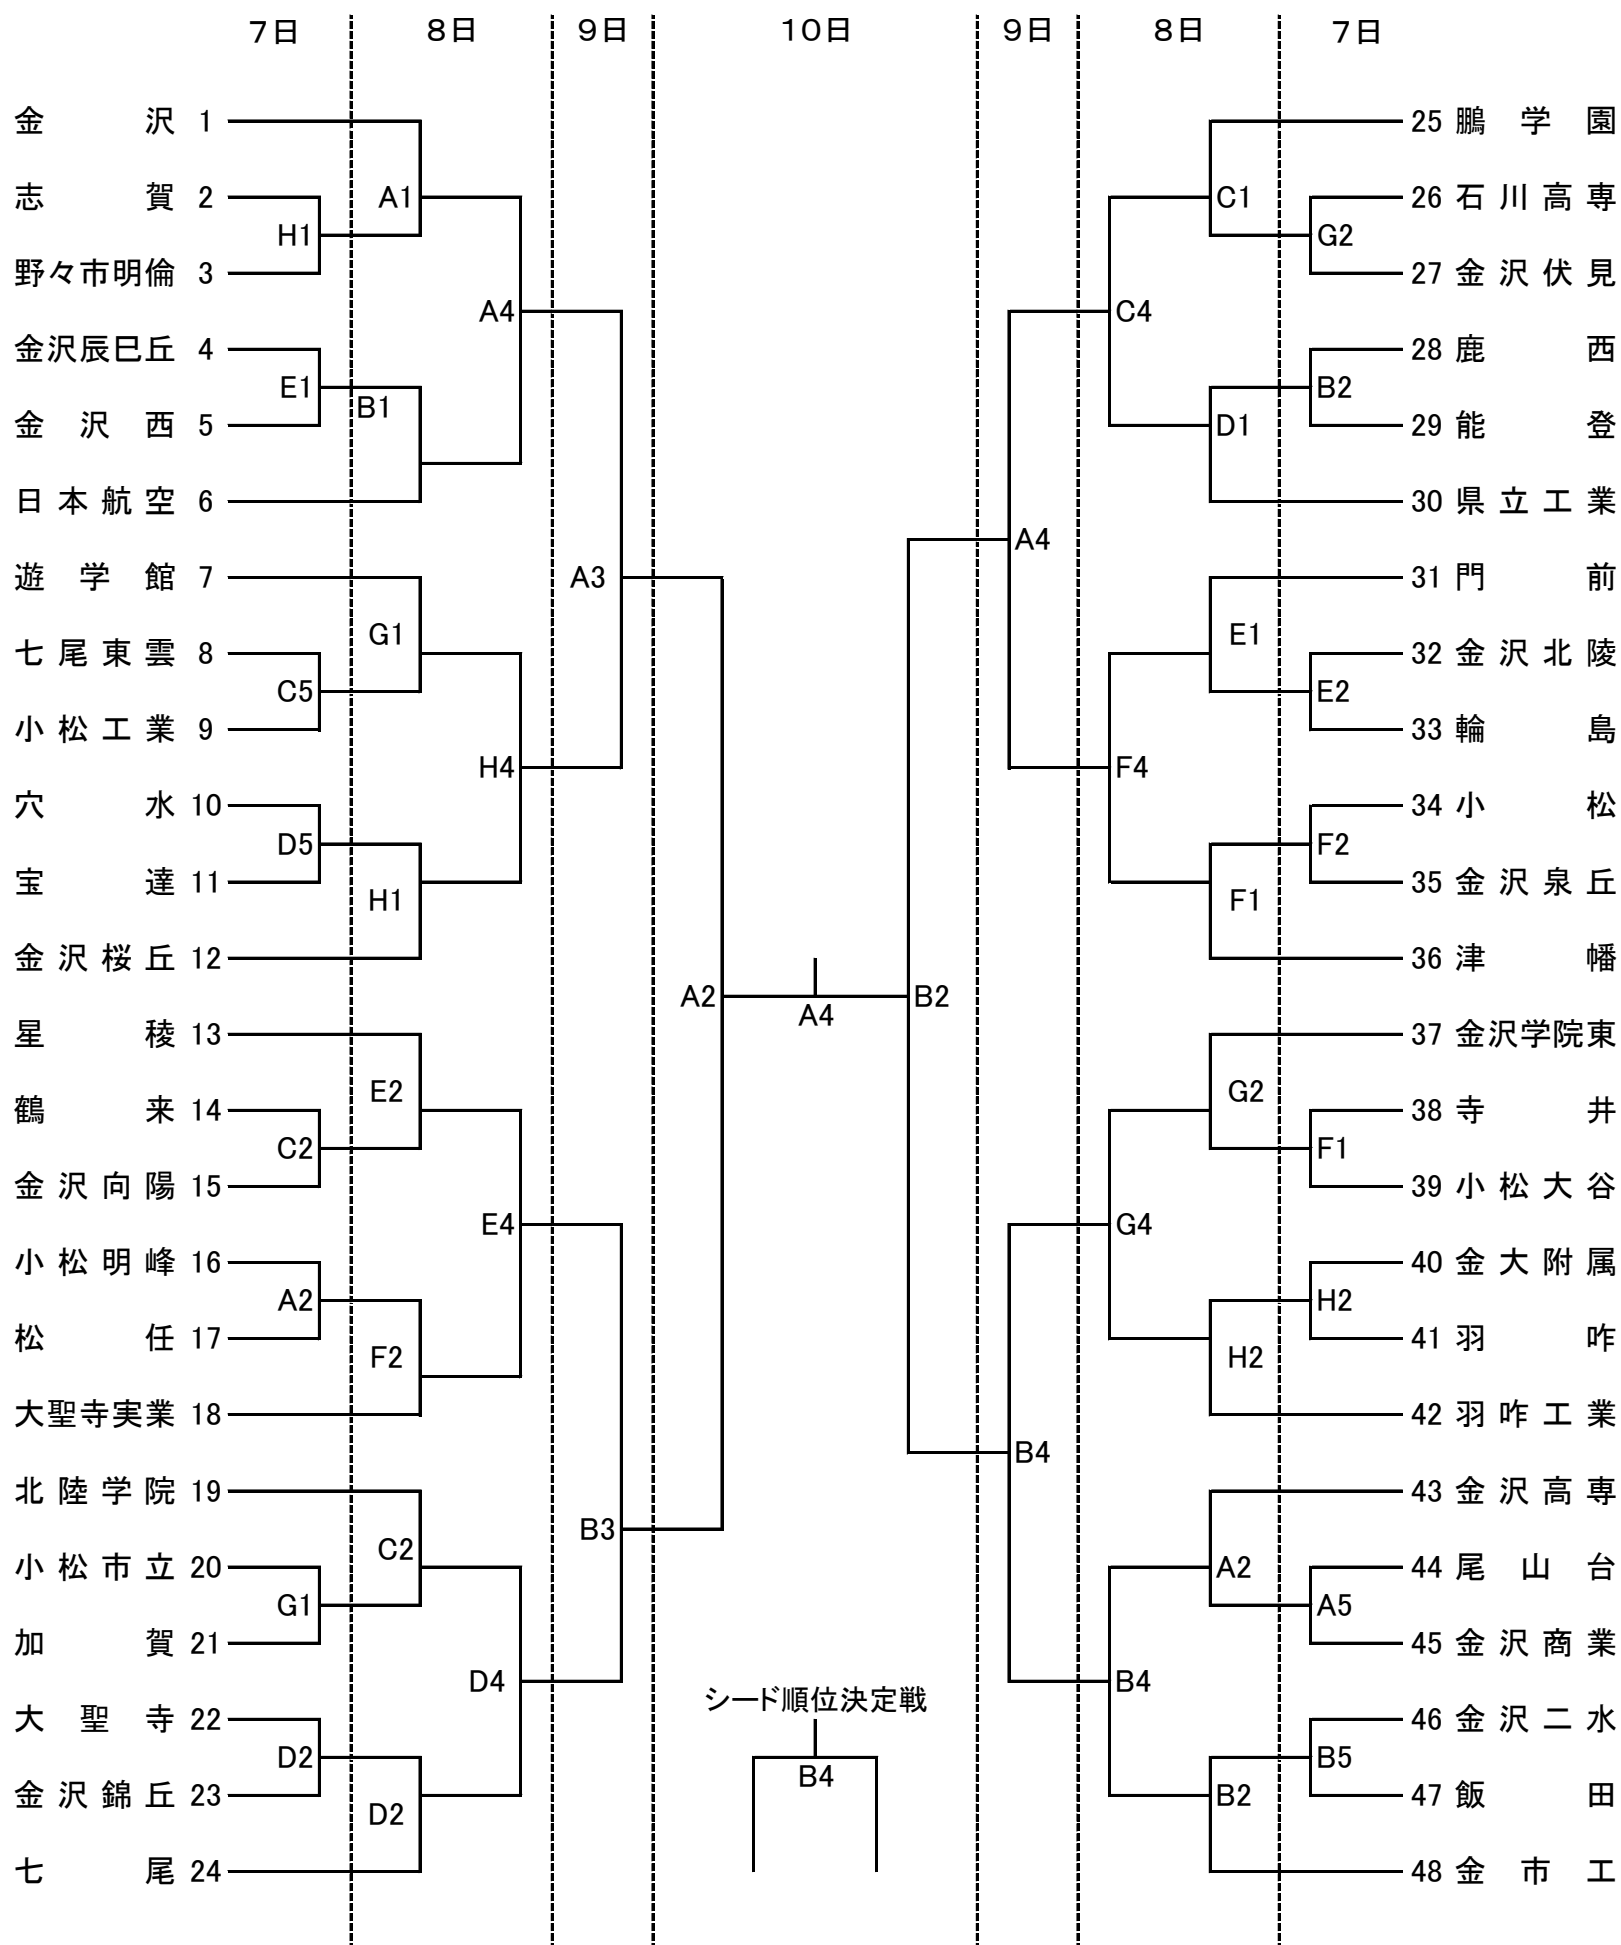 7日 8日 9日 10日 9日 8日 7日
金沢 1 25 鵬学園
志賀 2 A1 C1 26 石川高専
H1 G2
野々市明倫 3 27 金沢伏見
A4 C4
金沢辰巳丘 4 28 鹿西
E1 B1 B2
金沢西 5 D1 29 能登
日本航空 6 30 県立工業
A4
遊学館 7 A3 31 門前
G1 E1
七尾東雲 8 32 金沢北陵
C5 E2
小松工業 9 33 輪島
H4 F4
穴水 10 34 小松
D5 F2
宝達 11 35 金沢泉丘
H1 F1
金沢桜丘 12 36 津幡
A2 B2
A4
星稜 13 37 金沢学院東
E2 G2
鶴来 14 38 寺井
C2 F1
金沢向陽 15 39 小松大谷
E4 G4
小松明峰 16 40 金大附属
A2 H2
松任 17 41 羽咋
F2 H2
大聖寺実業 18 42 羽咋工業
B4
北陸学院 19 43 金沢高専
B3
C2
小松市立 20 A2 44 尾山台
G1 A5
加賀 21 45 金沢商業
D4 B4
シード順位決定戦
大聖寺 22 46 金沢二水
D2 B5
B4
金沢錦丘 23 B2 47 飯田
D2
七尾 24 48 金市工